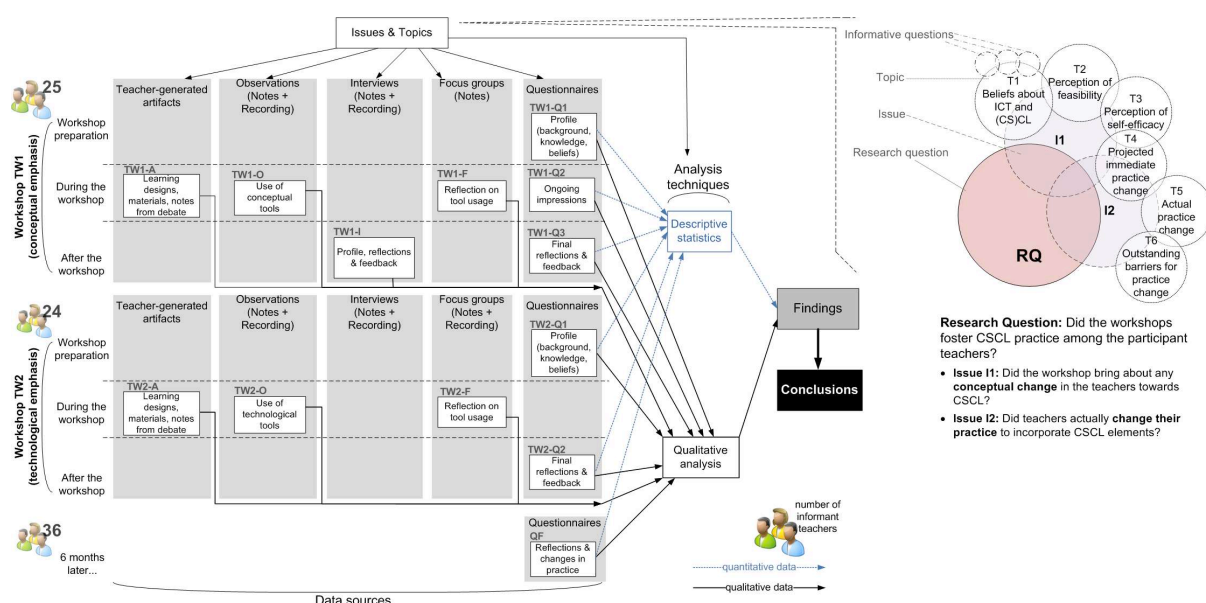 Issues & Topics
25
Teacher-generated
artifacts
Observations
(Notes +
Recording)
Interviews
(Notes +
Recording)
Focus groups
(Notes)
Questionnaires
Workshop TW1
(conceptual emphasis)
Workshop
preparation
TW1-Q1
Profile
(background,
knowledge,
beliefs)
During the
workshop
TW1-A
Learning
designs,
materials, notes
from debate
TW1-O
Use of
conceptual
tools
TW1-F
Reflection on
tool usage
TW1-Q2
Ongoing
impressions
After the
workshop
TW1-I
Profile, reflections
& feedback
TW1-Q3
Final
reflections &
feedback
24
Teacher-generated
artifacts
Observations
(Notes +
Recording)
Interviews
(Notes +
Recording)
Focus groups
(Notes +
Recording)
Questionnaires
Workshop TW2
(technological emphasis)
Workshop
preparation
TW2-Q1
Profile
(background,
knowledge,
beliefs)
During the
workshop
TW2-A
Learning
designs,
materials, notes
from debate
TW2-O
Use of
technological
tools
TW2-F
Reflection on
tool usage
After the
workshop
TW2-Q2
Final
reflections &
feedback
36
6 months
later...
Questionnaires
QF
Reflections &
changes in
practice
Data sources
Analysis
techniques
Descriptive
statistics
Qualitative
analysis
Findings
Conclusions
number of
informant
teachers
quantitative data
qualitative data
Informative questions
Topic
Issue
Research question
T1
Beliefs about
ICT and
(CS)CL
T2
Perception of
feasibility
T3
Perception of
self-efficacy
T4
Projected
immediate
practice
change
T5
Actual
practice
change
T6
Outstanding
barriers for
practice
change
I1
I2
RQ
Research Question: Did the workshops
foster CSCL practice among the participant
teachers?
• Issue I1: Did the workshop bring about any
conceptual change in the teachers towards
CSCL?
• Issue I2: Did teachers actually change their
practice to incorporate CSCL elements?